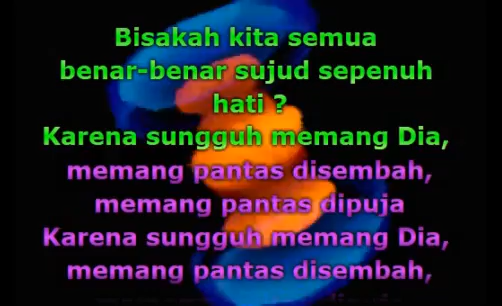 Bisakah kita semua
benar-benar sujud sepenuh
hati ?
Karena sungguh memang Dia,
memang pantas disembah,
memang pantas dipuja
Karena sungguh memang Dia,
memang pantas disembah,